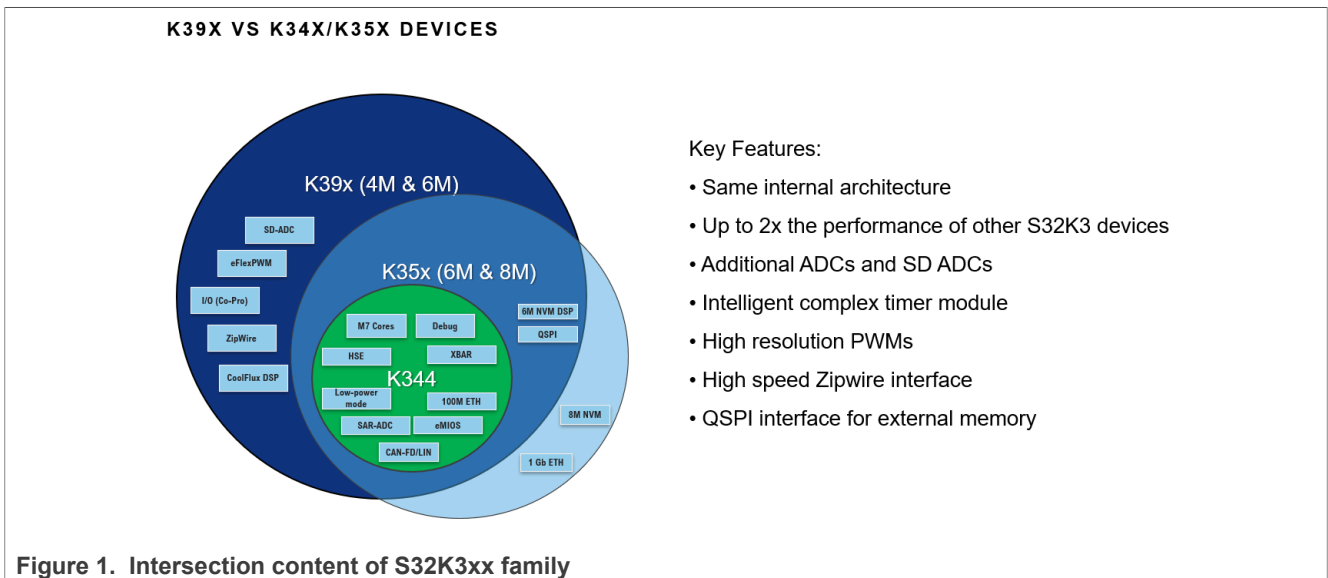 K39X VS K34X/K35X DEVICES
K39x (4M & 6M)
SD-ADC
eFlexPWM
I/O (Co-Pro)
ZipWire
CoolFlux DSP
K35x (6M & 8M)
6M NVM DSP
QSPI
M7 Cores
Debug
HSE
XBAR
K344
Low-power
mode
100M ETH
SAR-ADC
eMIOS
CAN-FD/LIN
8M NVM
1 Gb ETH
Key Features:
• Same internal architecture
• Up to 2x the performance of other S32K3 devices
• Additional ADCs and SD ADCs
• Intelligent complex timer module
• High resolution PWMs
• High speed Zipwire interface
• QSPI interface for external memory
Figure 1. Intersection content of S32K3xx family